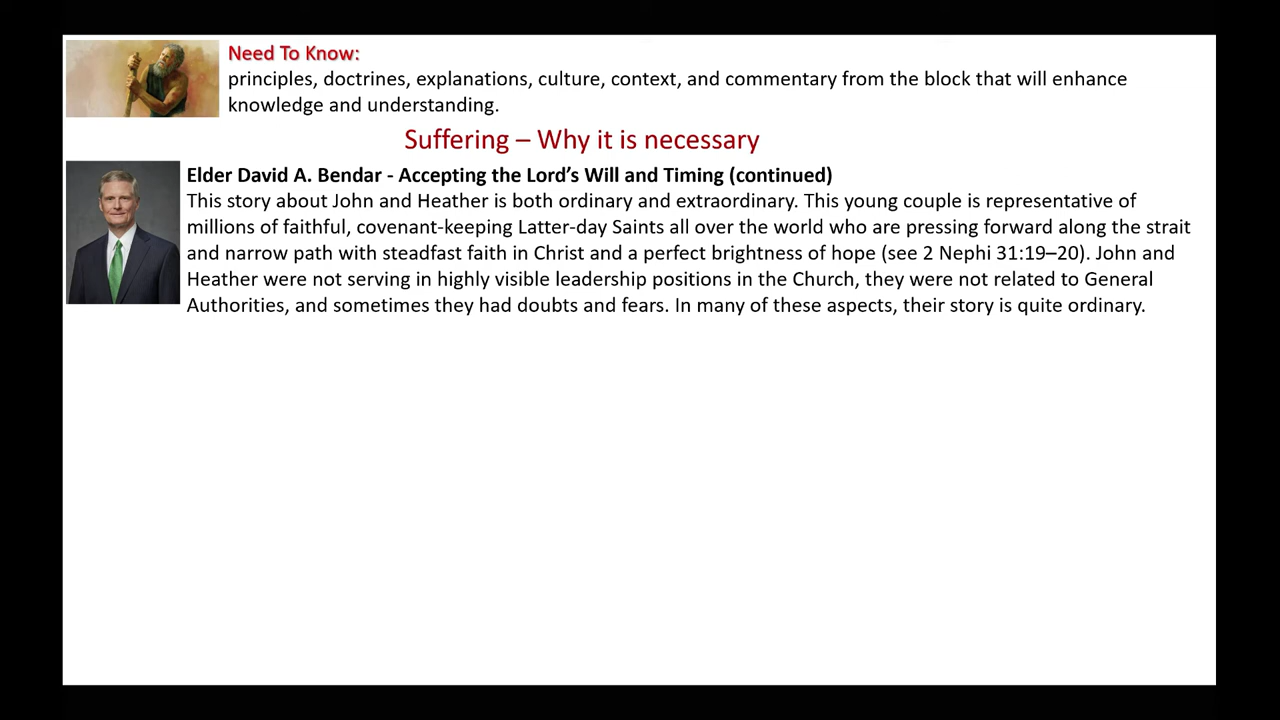 Need To Know:
principles, doctrines, explanations, culture, context, and commentary from the block that will enhance
knowledge and understanding.
Suffering – Why it is necessary
Elder David A. Bendar - Accepting the Lord’s Will and Timing (continued)
This story about John and Heather is both ordinary and extraordinary. This young couple is representative of
millions of faithful, covenant-keeping Latter-day Saints all over the world who are pressing forward along the strait
and narrow path with steadfast faith in Christ and a perfect brightness of hope (see 2 Nephi 31:19–20). John and
Heather were not serving in highly visible leadership positions in the Church, they were not related to General
Authorities, and sometimes they had doubts and fears. In many of these aspects, their story is quite ordinary.